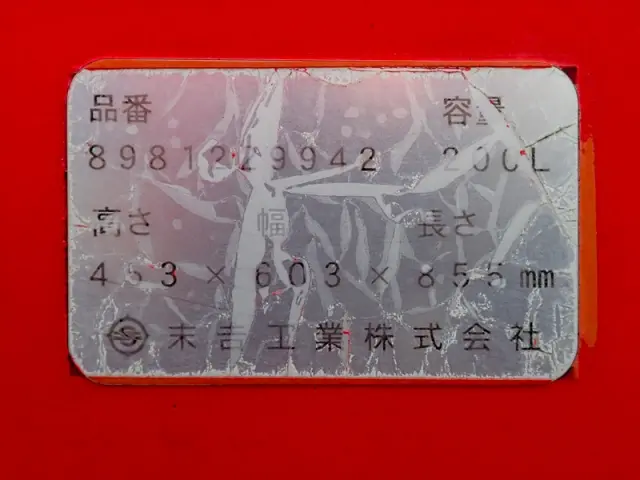 品番 容量
8981229942 200L
高さ 幅 長さ
453 × 603 × 855 mm
末吉工業株式会社